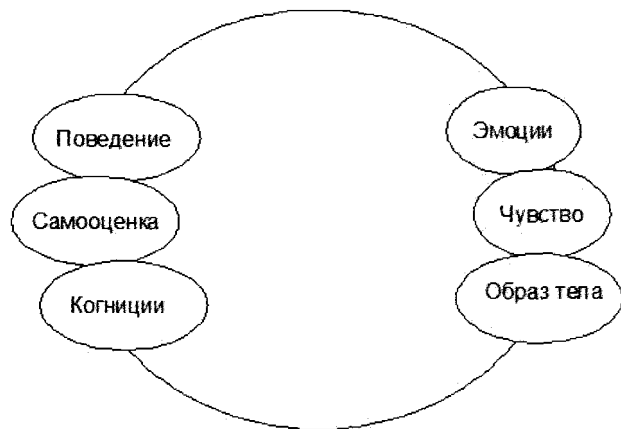 Поведение
Самооценка
Когниции
Эмоции
Чувство
Образ тела